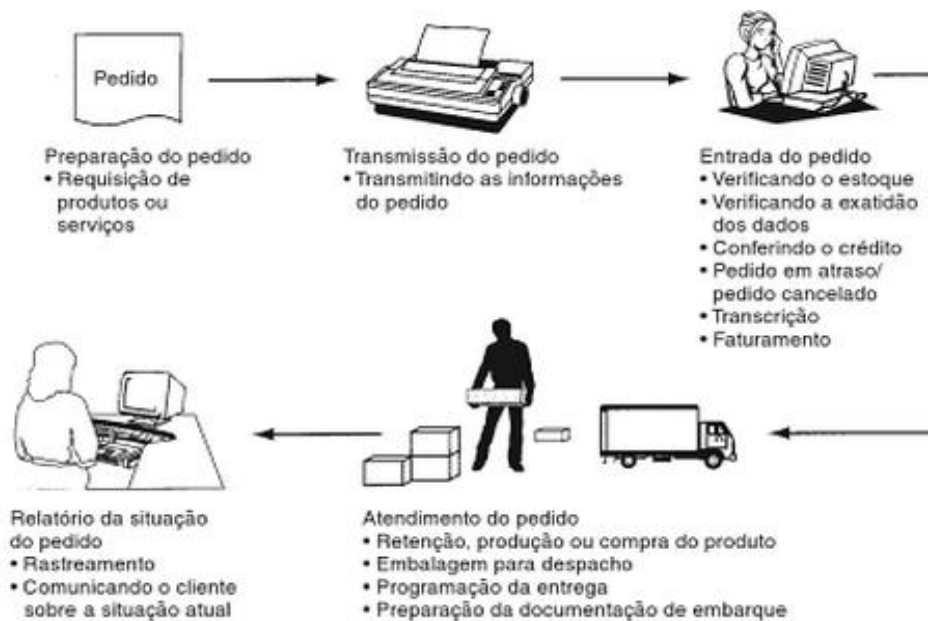 Pedido
Preparação do pedido
• Requisição de
produtos ou
serviços
Transmissão do pedido
• Transmitindo as informações
do pedido
Entrada do pedido
• Verificando o estoque
• Verificando a exatidão
dos dados
• Conferindo o crédito
• Pedido em atraso/
pedido cancelado
• Transcrição
• Faturamento
Relatório da situação
do pedido
• Rastreamento
• Comunicando o cliente
sobre a situação atual
Atendimento do pedido
• Retenção, produção ou compra do produto
• Embalagem para despacho
• Programação da entrega
• Preparação da documentação de embarque